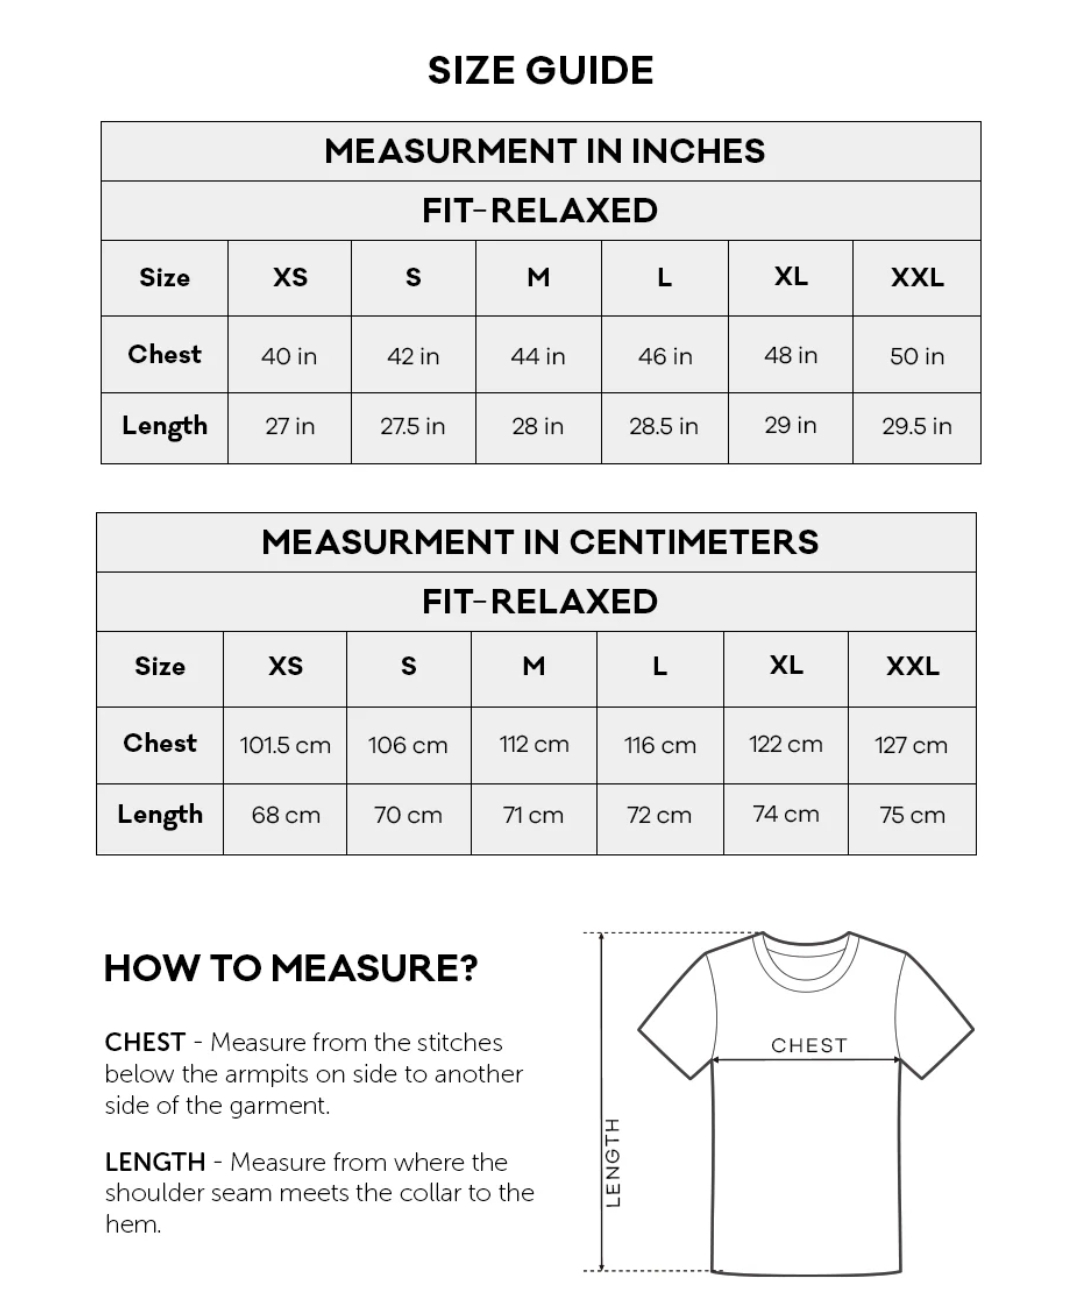 SIZE GUIDE
MEASURMENT IN INCHES
FIT-RELAXED
Size XS S M L XL XXL
Chest 40 in 42 in 44 in 46 in 48 in 50 in
Length 27 in 27.5 in 28 in 28.5 in 29 in 29.5 in
MEASURMENT IN CENTIMETERS
FIT-RELAXED
Size XS S M L XL XXL
Chest 101.5 cm 106 cm 112 cm 116 cm 122 cm 127 cm
Length 68 cm 70 cm 71 cm 72 cm 74 cm 75 cm
HOW TO MEASURE?
CHEST - Measure from the stitches
below the armpits on side to another
side of the garment.
LENGTH - Measure from where the
shoulder seam meets the collar to the
hem.
CHEST
LENGTH